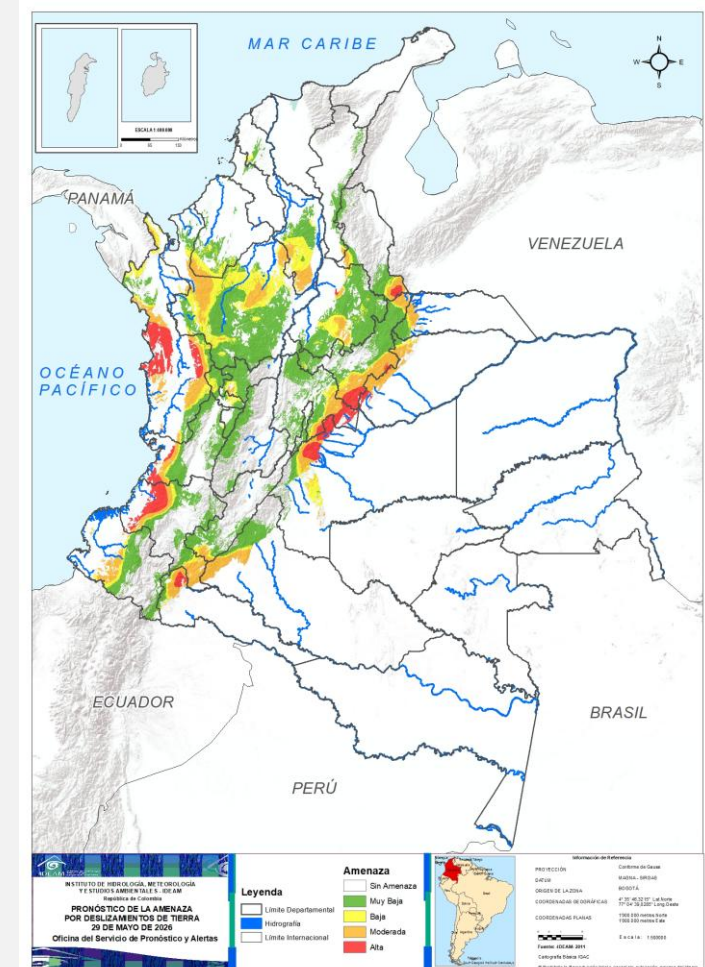 MAR CARIBE
N
W
E
S
ESCALA 1:
PANAMÁ
VENEZUELA
OCÉANO
PACÍFICO
ECUADOR
BRASIL
PERÚ
INSTITUTO DE HIDROLOGÍA, METEOROLOGÍA
Y ESTUDIOS AMBIENTALES - IDEAM
República de Colombia
PRONÓSTICO DE LA AMENAZA
POR DESLIZAMIENTOS DE TIERRA
29 DE MAYO DE 2026
Oficina del Servicio de Pronóstico y Alertas
Leyenda
Límite Departamental
Hidrografía
Límite Internacional
Amenaza
Sin Amenaza
Muy Baja
Baja
Moderada
Alta
Información de Referencia
PROYECCIÓN
Conforme de Gauss
DATUM
MAGNA - SIRGAS
ORIGEN DE LA ZONA
BOGOTÁ
COORDENADAS GEOGRÁFICAS
COORDENADAS PLANAS
1'000.000 metros Norte
1'000.000 metros Este
Fuente: IDEAM 2011
Cartografía Básica IGAC